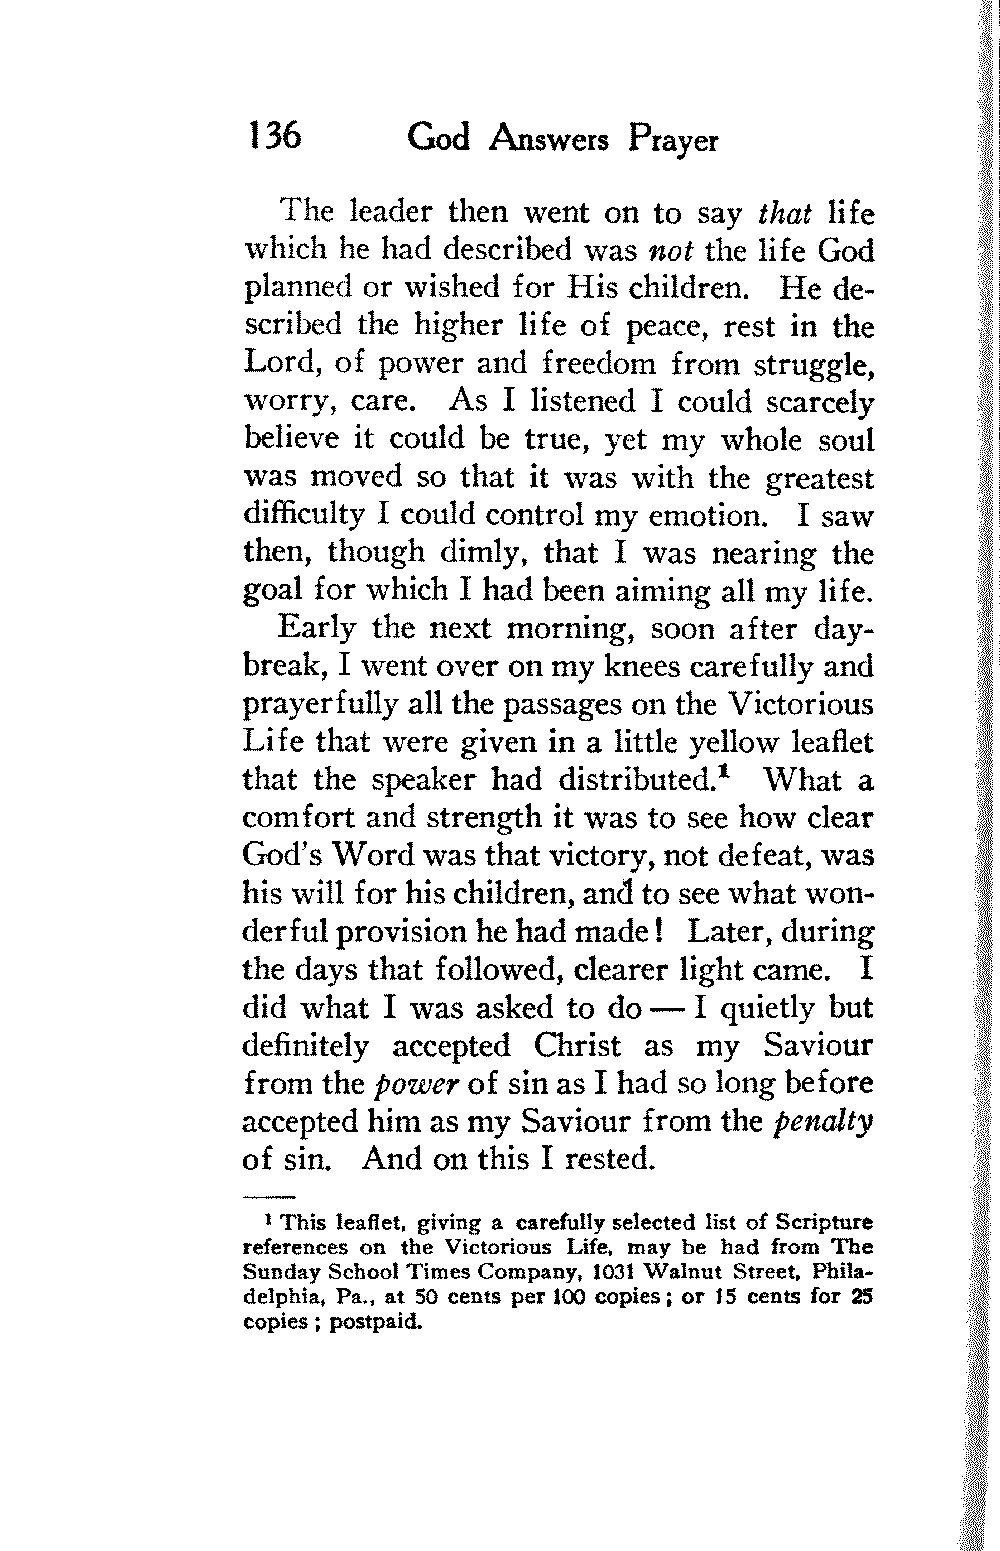 136 God Answers Prayer
The leader then went on to say that life
which he had described was not the life God
planned or wished for His children. He de-
scribed the higher life of peace, rest in the
Lord, of power and freedom from struggle,
worry, care. As I listened I could scarcely
believe it could be true, yet my whole soul
was moved so that it was with the greatest
difficulty I could control my emotion. I saw
then, though dimly, that I was nearing the
goal for which I had been aiming all my life.
Early the next morning, soon after day-
break, I went over on my knees carefully and
prayerfully all the passages on the Victorious
Life that were given in a little yellow leaflet
that the speaker had distributed.¹ What a
comfort and strength it was to see how clear
God's Word was that victory, not defeat, was
his will for his children, and to see what won-
derful provision he had made! Later, during
the days that followed, clearer light came. I
did what I was asked to do — I quietly but
definitely accepted Christ as my Saviour
from the power of sin as I had so long before
accepted him as my Saviour from the penalty
of sin. And on this I rested.
¹ This leaflet, giving a carefully selected list of Scripture
references on the Victorious Life, may be had from The
Sunday School Times Company, 1031 Walnut Street, Phila-
delphia, Pa., at 50 cents per 100 copies; or 15 cents for 25
copies; postpaid.